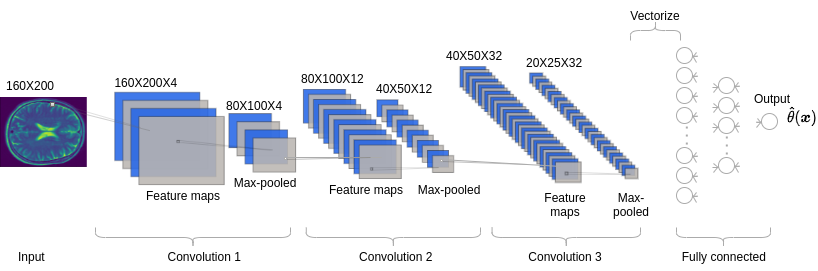 Vectorize
160X200
160X200X4
80X100X4
80X100X12
40X50X12
40X50X32
20X25X32
Output
θ̂(x)
Feature maps
Max-pooled
Feature maps
Max-pooled
Feature
maps
Max-
pooled
Input
Convolution 1
Convolution 2
Convolution 3
Fully connected